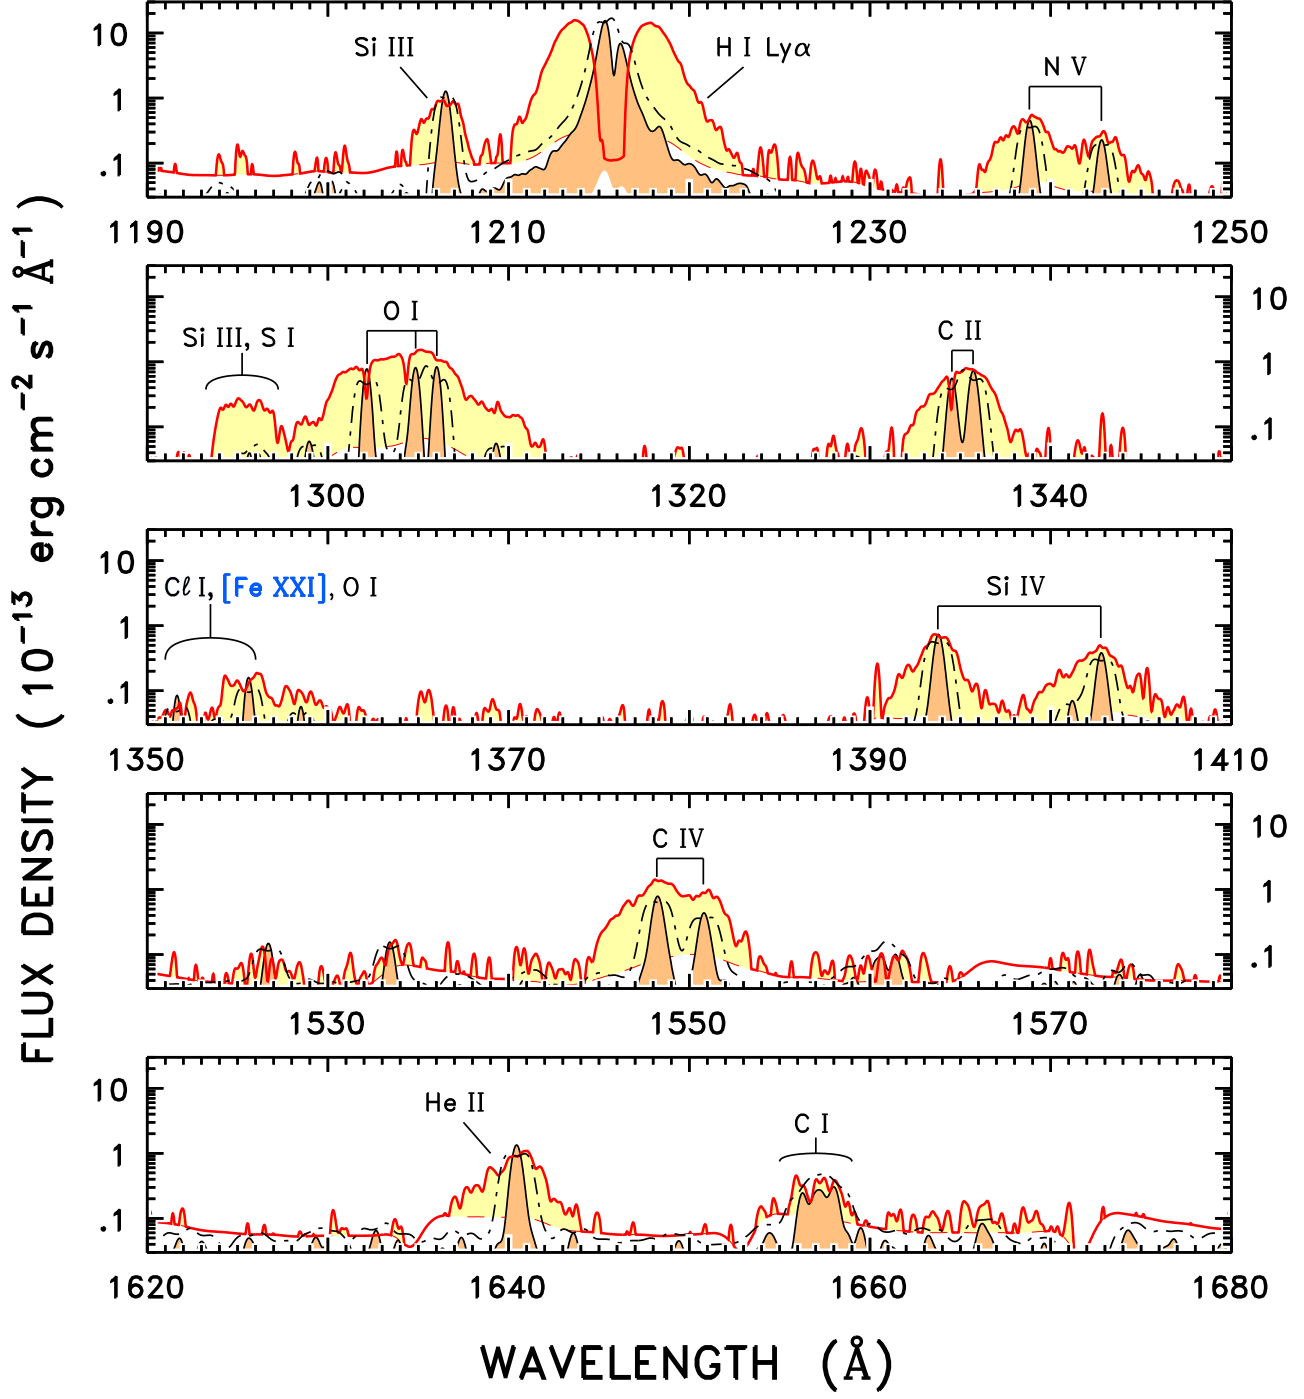 Si III
H I Lyα
N V
10
1
.1
1190 1210 1230 1250
Si III, S I
O I
C II
10
1
.1
1300 1320 1340
Cℓ I, [Fe XXI], O I
Si IV
10
1
.1
1350 1370 1390 1410
C IV
10
1
.1
1530 1550 1570
He II
C I
10
1
.1
1620 1640 1660 1680
WAVELENGTH (Å)
FLUX DENSITY (10⁻¹³ erg cm⁻² s⁻¹ Å⁻¹)